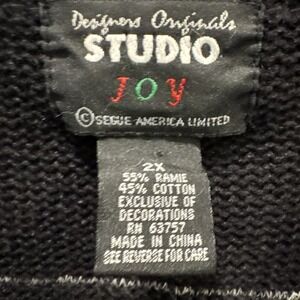 Designers Originals
STUDIO
JOY
©SEGUE AMERICA LIMITED
2X
55% RAMIE
45% COTTON
EXCLUSIVE OF
DECORATIONS
RN 63757
MADE IN CHINA
SEE REVERSE FOR CARE